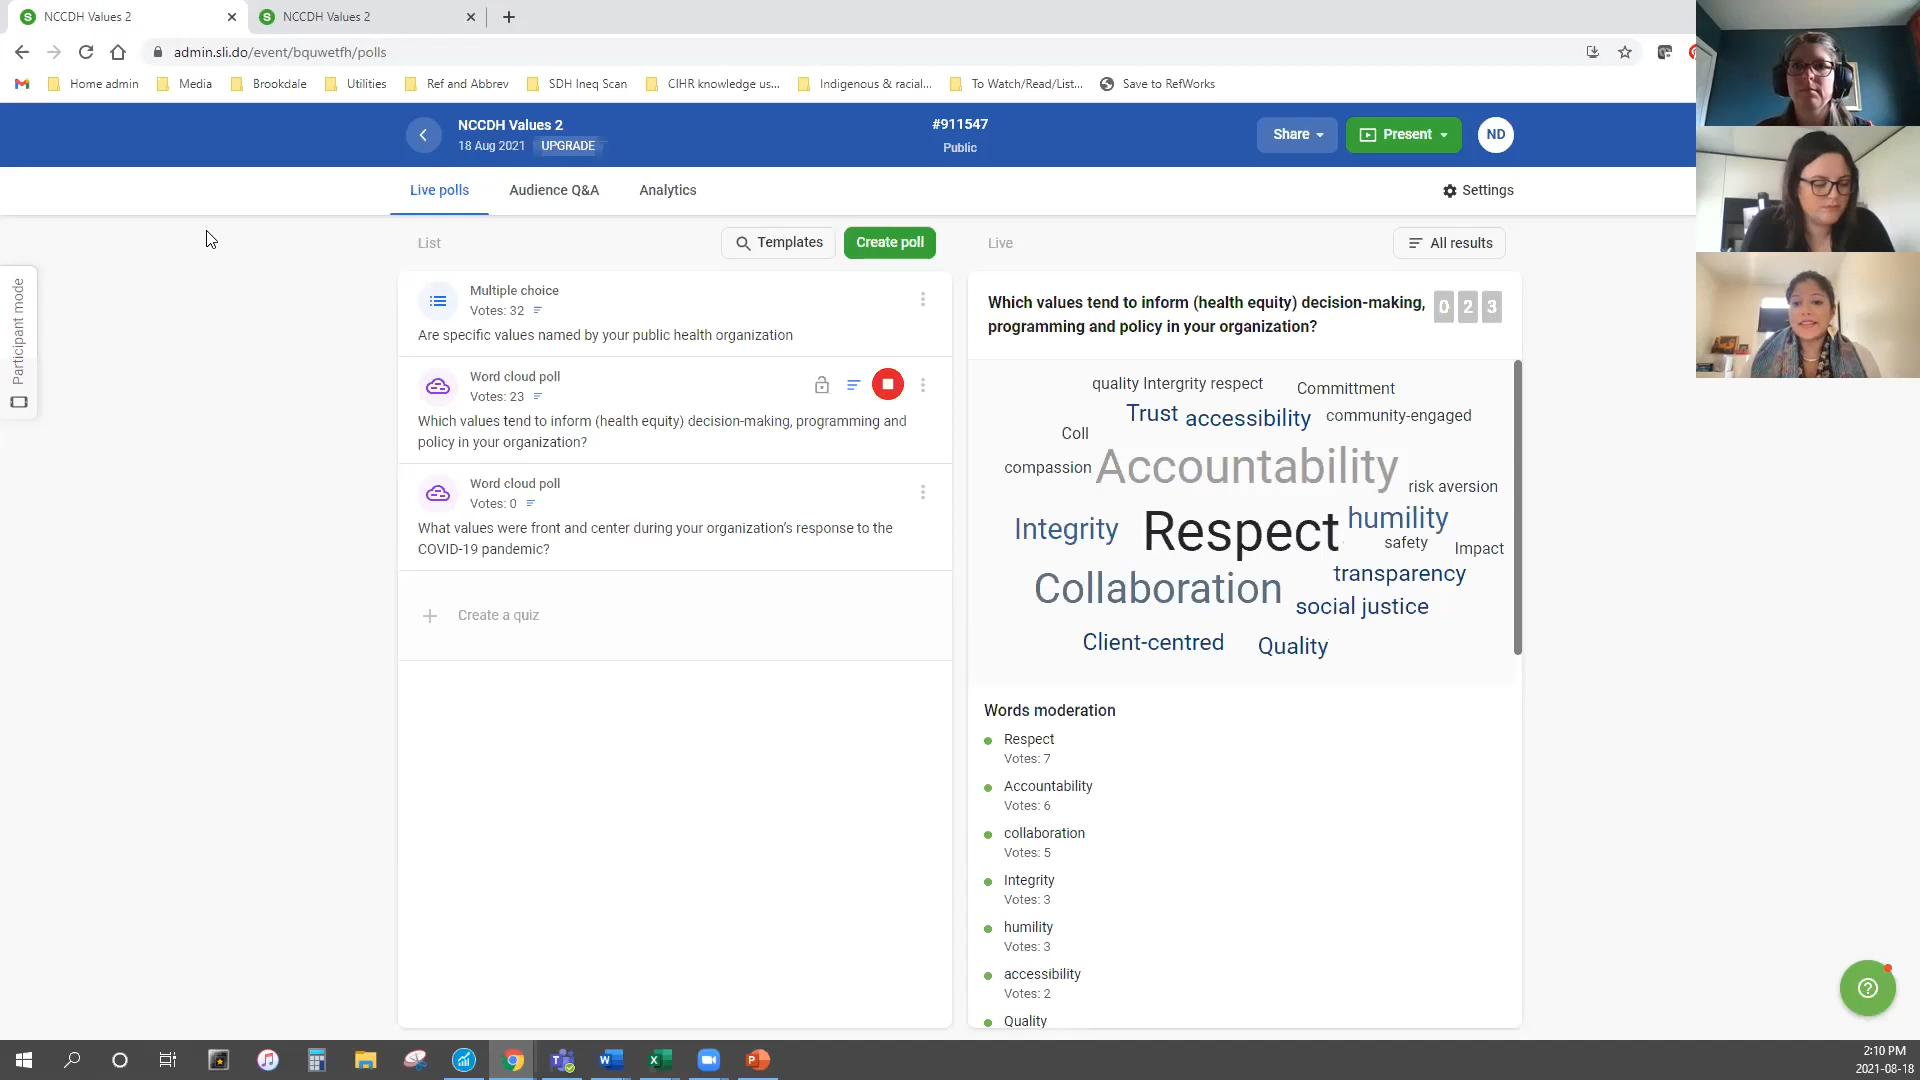 NCCDH Values 2
NCCDH Values 2
admin.sli.do/event/bquwetfh/polls
Home admin
Media
Brookdale
Utilities
Ref and Abbrev
SDH Ineq Scan
CIHR knowledge us...
Indigenous & racial...
To Watch/Read/List...
Save to RefWorks
NCCDH Values 2
18 Aug 2021 UPGRADE
#911547
Public
Share
Present
ND
Live polls
Audience Q&A
Analytics
Settings
Participant mode
List
Templates
Create poll
Multiple choice
Votes: 32
Are specific values named by your public health organization
Word cloud poll
Votes: 23
Which values tend to inform (health equity) decision-making, programming and
policy in your organization?
Word cloud poll
Votes: 0
What values were front and center during your organization's response to the
COVID-19 pandemic?
Create a quiz
Live
All results
Which values tend to inform (health equity) decision-making,
programming and policy in your organization?
0 2 3
quality Intergrity respect
Committment
Trust
accessibility
community-engaged
Coll
compassion
Accountability
risk aversion
Integrity
Respect
humility
safety
Impact
Collaboration
transparency
social justice
Client-centred
Quality
Words moderation
Respect
Votes: 7
Accountability
Votes: 6
collaboration
Votes: 5
Integrity
Votes: 3
humility
Votes: 3
accessibility
Votes: 2
Quality
2:10 PM
2021-08-18